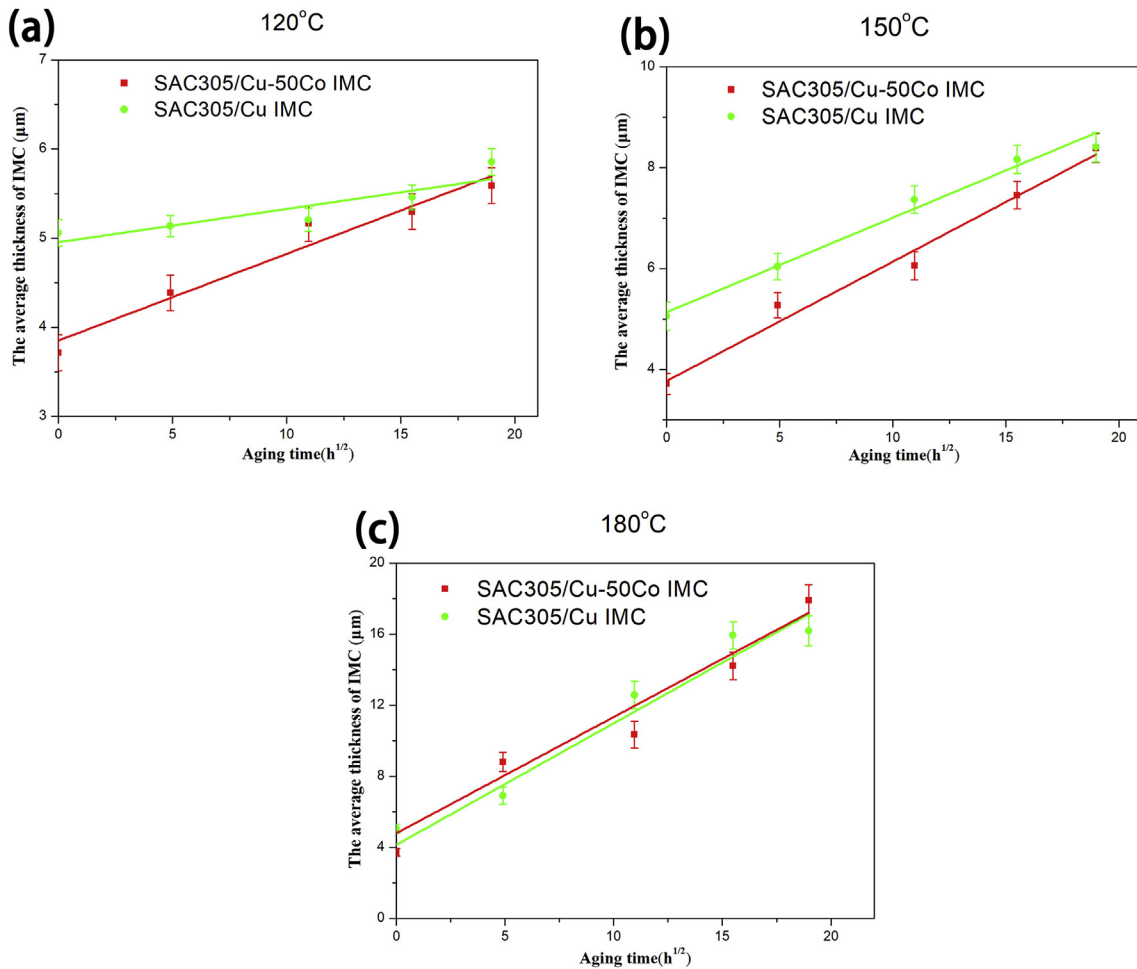 (a)
120°C
7
6
5
4
3
The average thickness of IMC (μm)
SAC305/Cu-50Co IMC
SAC305/Cu IMC
0 5 10 15 20
Aging time(h^1/2)
(b)
150°C
10
8
6
4
The average thickness of IMC (μm)
SAC305/Cu-50Co IMC
SAC305/Cu IMC
0 5 10 15 20
Aging time(h^1/2)
(c)
180°C
20
16
12
8
4
0
The average thickness of IMC (μm)
SAC305/Cu-50Co IMC
SAC305/Cu IMC
0 5 10 15 20
Aging time(h^1/2)